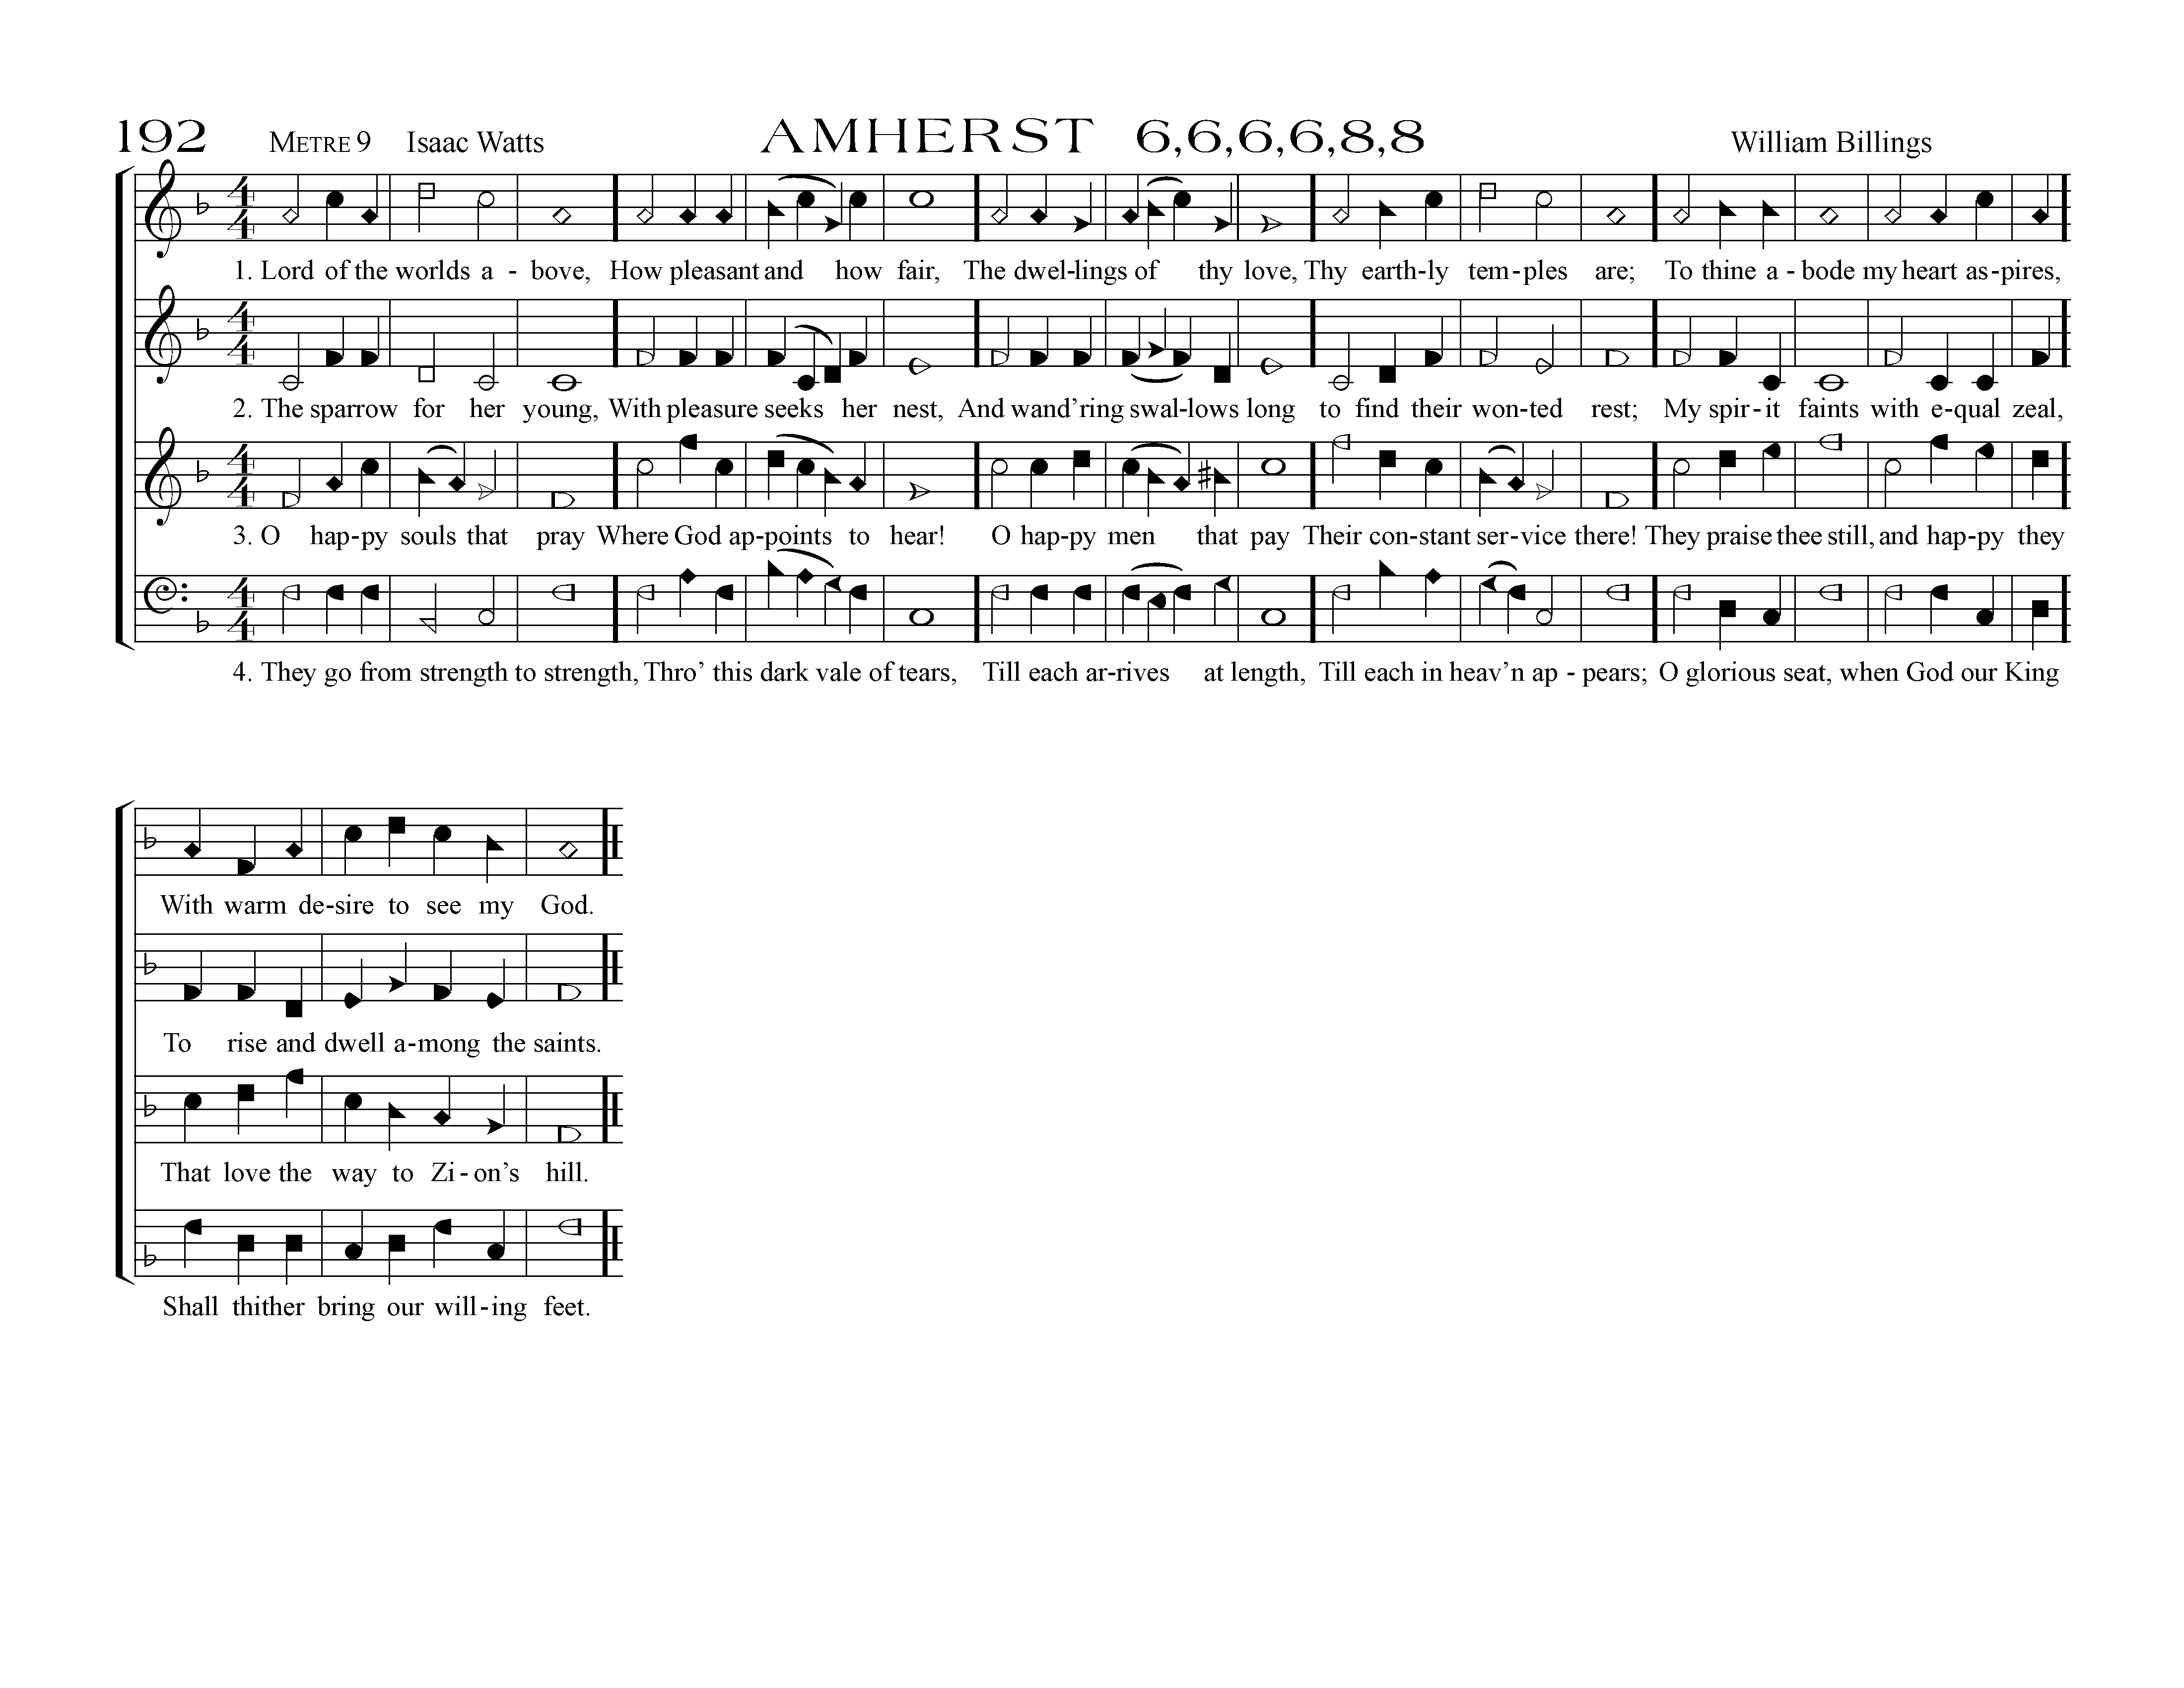 192 METRE 9 Isaac Watts AMHERST 6,6,6,6,8,8 William Billings
4 4
1. Lord of the worlds a - bove, How pleasant and how fair, The dwel-lings of thy love, Thy earth-ly tem-ples are; To thine a - bode my heart as-pires,
4 4
2. The sparrow for her young, With pleasure seeks her nest, And wand’ring swal-lows long to find their won-ted rest; My spir-it faints with e-qual zeal,
4 4
3. O hap-py souls that pray Where God ap-points to hear! O hap-py men that pay Their con-stant ser-vice there! They praise thee still, and hap-py they
4 4
4. They go from strength to strength, Thro’ this dark vale of tears, Till each ar-rives at length, Till each in heav’n ap - pears; O glorious seat, when God our King
With warm de-sire to see my God.
To rise and dwell a-mong the saints.
That love the way to Zi-on’s hill.
Shall thither bring our will-ing feet.